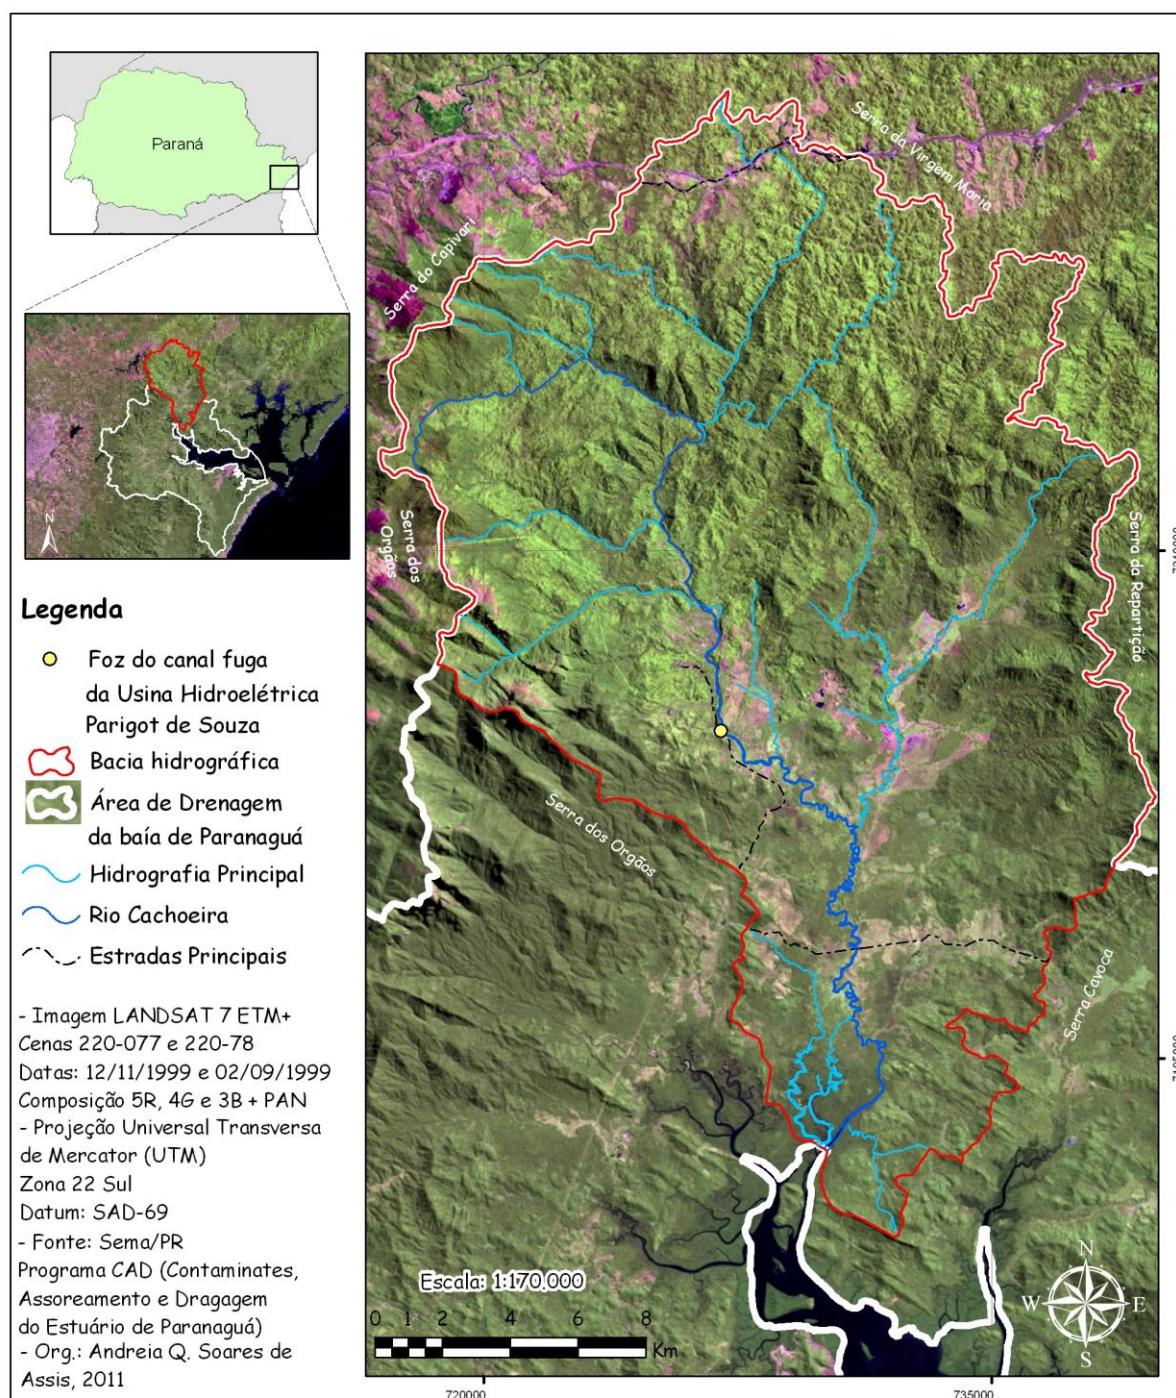 Paraná
N
Legenda
Foz do canal fuga
da Usina Hidroelétrica
Parigot de Souza
Bacia hidrográfica
Área de Drenagem
da baía de Paranaguá
Hidrografia Principal
Rio Cachoeira
Estradas Principais
- Imagem LANDSAT 7 ETM+
Cenas 220-077 e 220-78
Datas: 12/11/1999 e 02/09/1999
Composição 5R, 4G e 3B + PAN
- Projeção Universal Transversa
de Mercator (UTM)
Zona 22 Sul
Datum: SAD-69
- Fonte: Sema/PR
Programa CAD (Contaminates,
Assoreamento e Dragagem
do Estuário de Paranaguá)
- Org.: Andreia Q. Soares de
Assis, 2011
Serra da Virgem Maria
Serra do Capivari
Serra dos
Orgãos
Serra da Repartição
Serra dos Orgãos
Serra Cavoca
Escala: 1:170.000
0 2 4 6 8
Km
N
W E
S
720000 735000